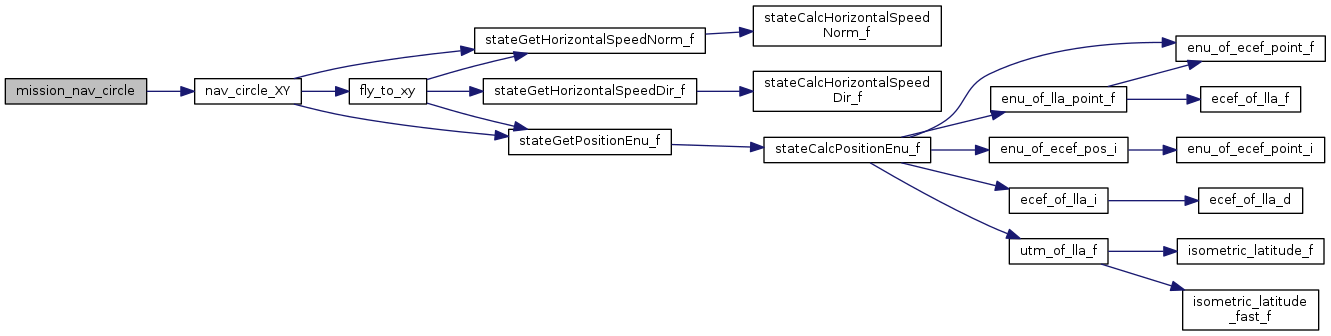 mission_nav_circle
nav_circle_XY
fly_to_xy
stateGetHorizontalSpeedNorm_f
stateGetHorizontalSpeedDir_f
stateGetPositionEnu_f
stateCalcHorizontalSpeed
Norm_f
stateCalcHorizontalSpeed
Dir_f
stateCalcPositionEnu_f
enu_of_lla_point_f
enu_of_ecef_pos_i
ecef_of_lla_i
utm_of_lla_f
enu_of_ecef_point_f
ecef_of_lla_f
enu_of_ecef_point_i
ecef_of_lla_d
isometric_latitude_f
isometric_latitude
_fast_f